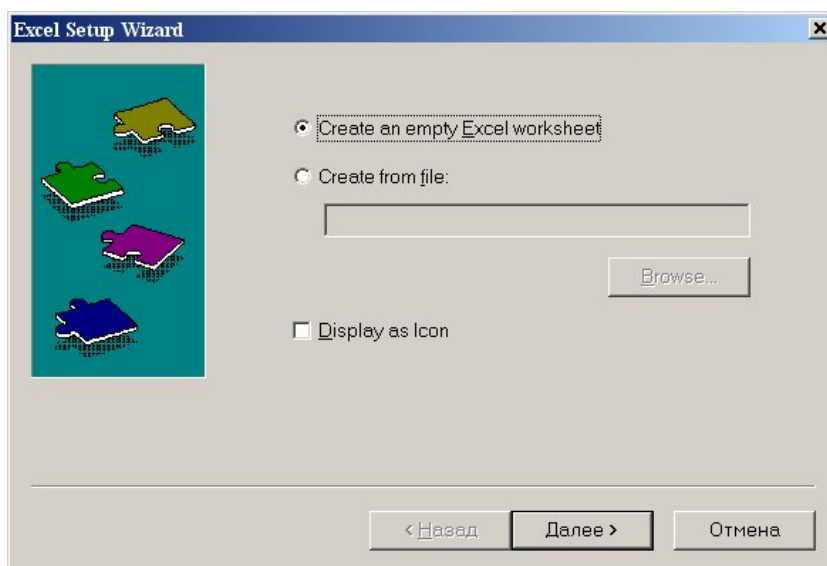 Excel Setup Wizard
Create an empty Excel worksheet
Create from file:
Browse...
Display as Icon
< Назад
Далее >
Отмена